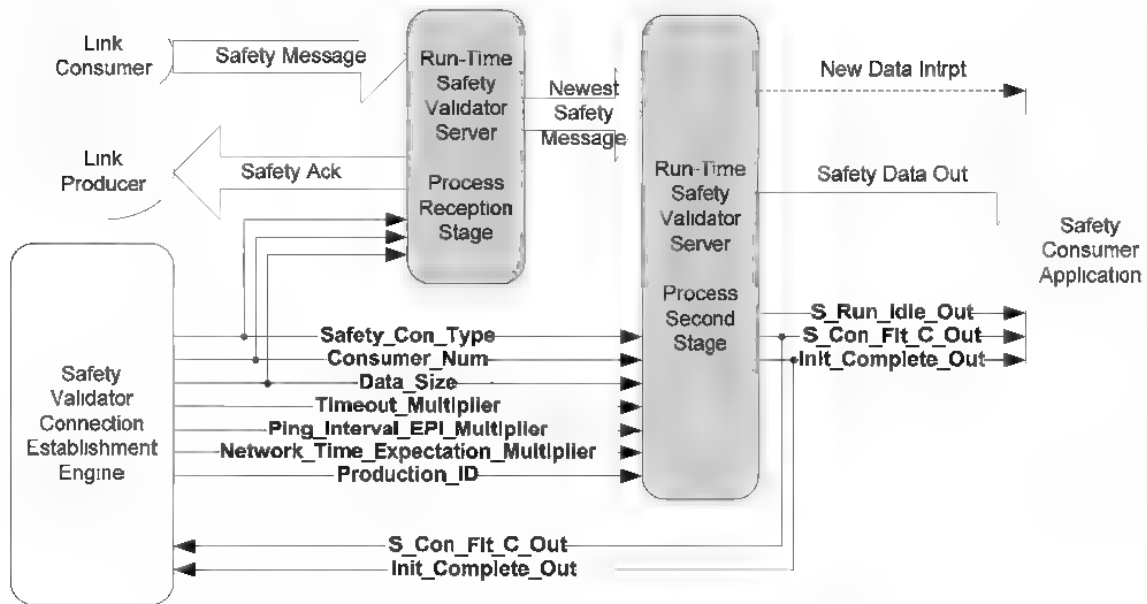 Link
Consumer
Safety Message
Link
Producer
Safety Ack
Run-Time
Safety
Validator
Server
Process
Reception
Stage
Newest
Safety
Message
Run-Time
Safety
Validator
Server
Process
Second
Stage
New Data Intrpt
Safety Data Out
Safety
Consumer
Application
S_Run_Idle_Out
S_Con_Flt_C_Out
Init_Complete_Out
Safety
Validator
Connection
Establishment
Engine
Safety_Con_Type
Consumer_Num
Data_Size
Timeout_Multiplier
Ping_Interval_EPI_Multiplier
Network_Time_Expectation_Multiplier
Production_ID
S_Con_Flt_C_Out
Init_Complete_Out